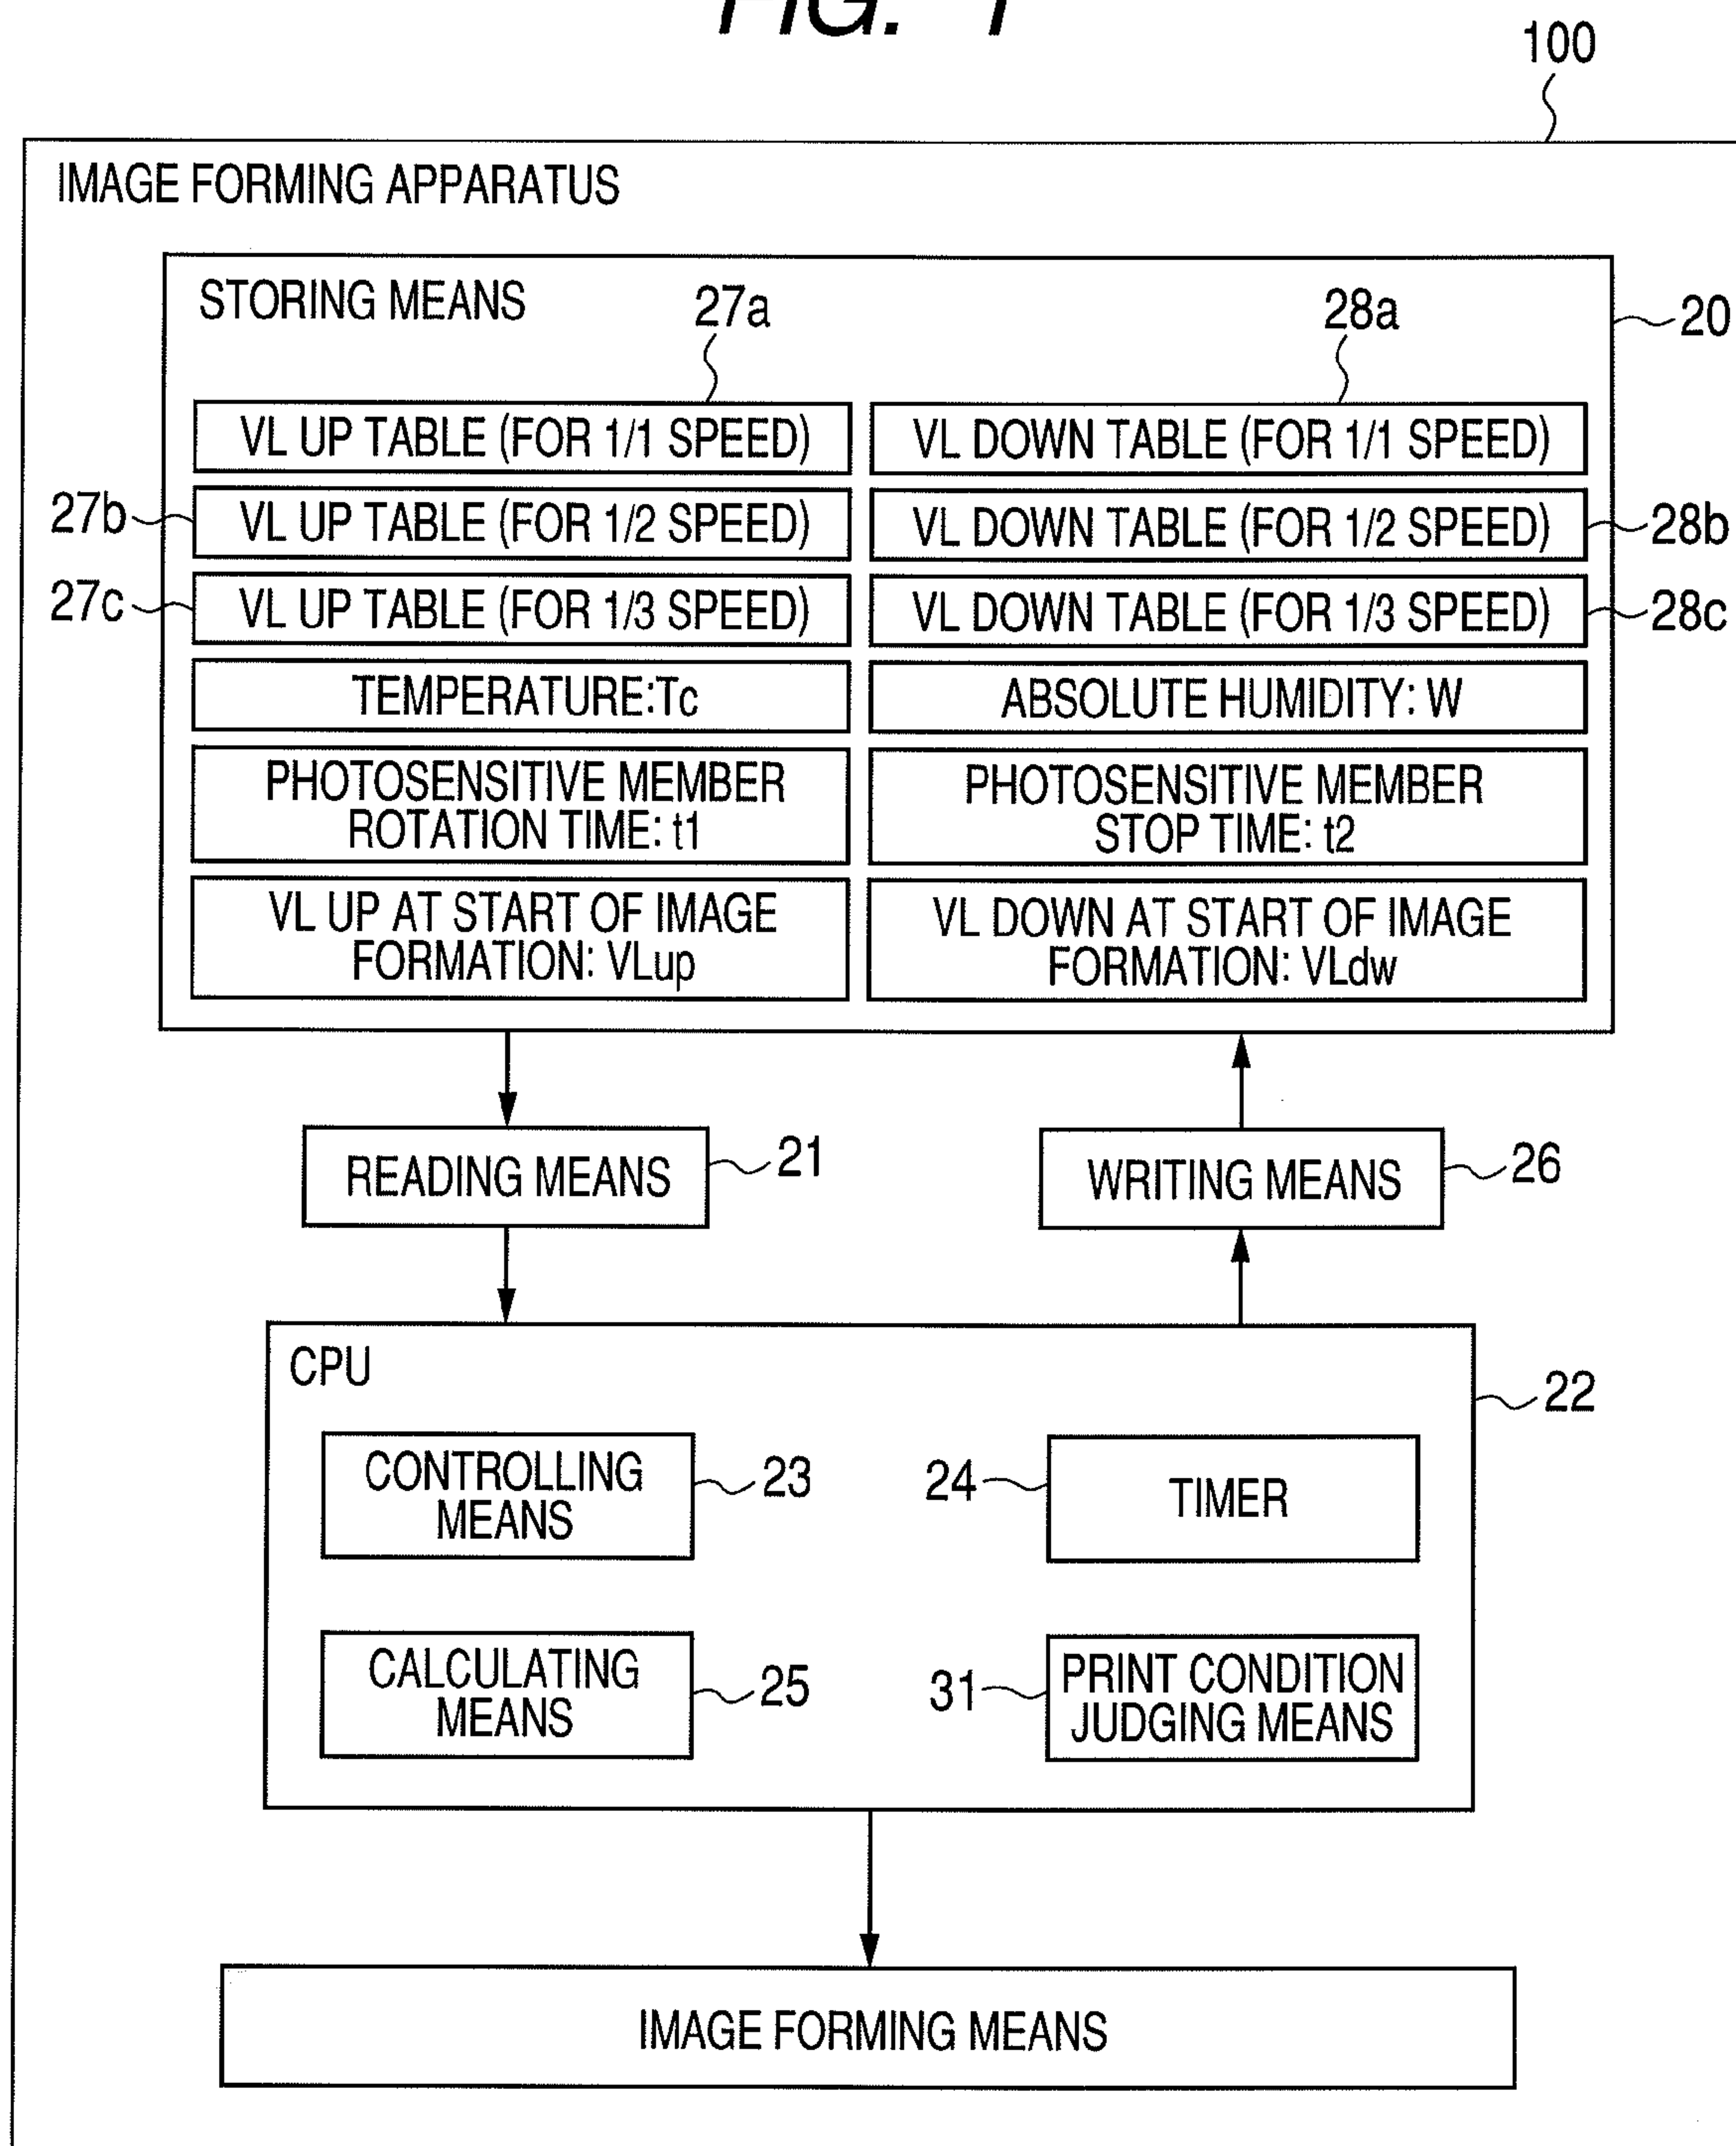 FIG. 1
100
IMAGE FORMING APPARATUS
STORING MEANS
27a
28a
20
VL UP TABLE (FOR 1/1 SPEED)
VL DOWN TABLE (FOR 1/1 SPEED)
27b
VL UP TABLE (FOR 1/2 SPEED)
VL DOWN TABLE (FOR 1/2 SPEED)
28b
27c
VL UP TABLE (FOR 1/3 SPEED)
VL DOWN TABLE (FOR 1/3 SPEED)
28c
TEMPERATURE:Tc
ABSOLUTE HUMIDITY: W
PHOTOSENSITIVE MEMBER
ROTATION TIME: t1
PHOTOSENSITIVE MEMBER
STOP TIME: t2
VL UP AT START OF IMAGE
FORMATION: VLup
VL DOWN AT START OF IMAGE
FORMATION: VLdw
READING MEANS
21
WRITING MEANS
26
CPU
22
CONTROLLING
MEANS
23
24
TIMER
CALCULATING
MEANS
25
31
PRINT CONDITION
JUDGING MEANS
IMAGE FORMING MEANS